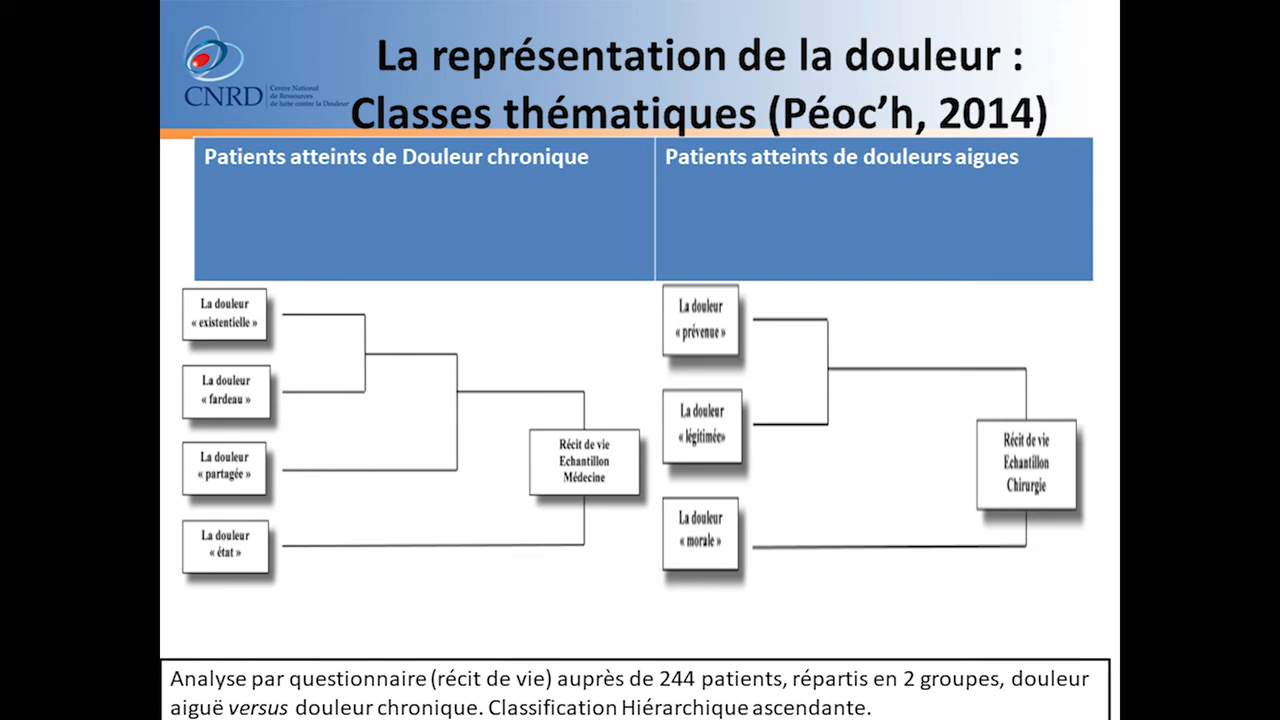 La représentation de la douleur :
Classes thématiques (Péoc’h, 2014)
CNRD
Centre National
de Ressources
de lutte contre la Douleur
Patients atteints de Douleur chronique
Patients atteints de douleurs aigues
La douleur
« existentielle »
La douleur
« fardeau »
La douleur
« partagée »
La douleur
« état »
Récit de vie
Echantillon
Médecine
La douleur
« prévenue »
La douleur
« légitimée»
La douleur
« morale »
Récit de vie
Echantillon
Chirurgie
Analyse par questionnaire (récit de vie) auprès de 244 patients, répartis en 2 groupes, douleur
aiguë versus douleur chronique. Classification Hiérarchique ascendante.